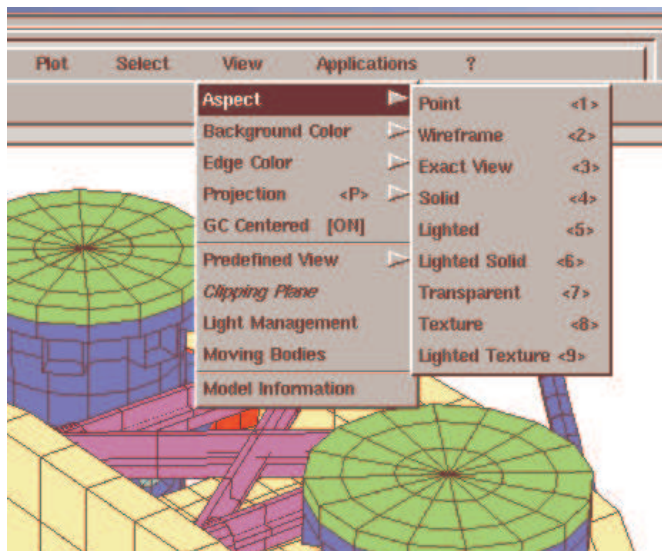 Plot Select View Applications ?
Aspect
Background Color
Edge Color
Projection <P>
GC Centered [ON]
Predefined View
Clipping Plane
Light Management
Moving Bodies
Model Information
Point <1>
Wireframe <2>
Exact View <3>
Solid <4>
Lighted <5>
Lighted Solid <6>
Transparent <7>
Texture <8>
Lighted Texture <9>